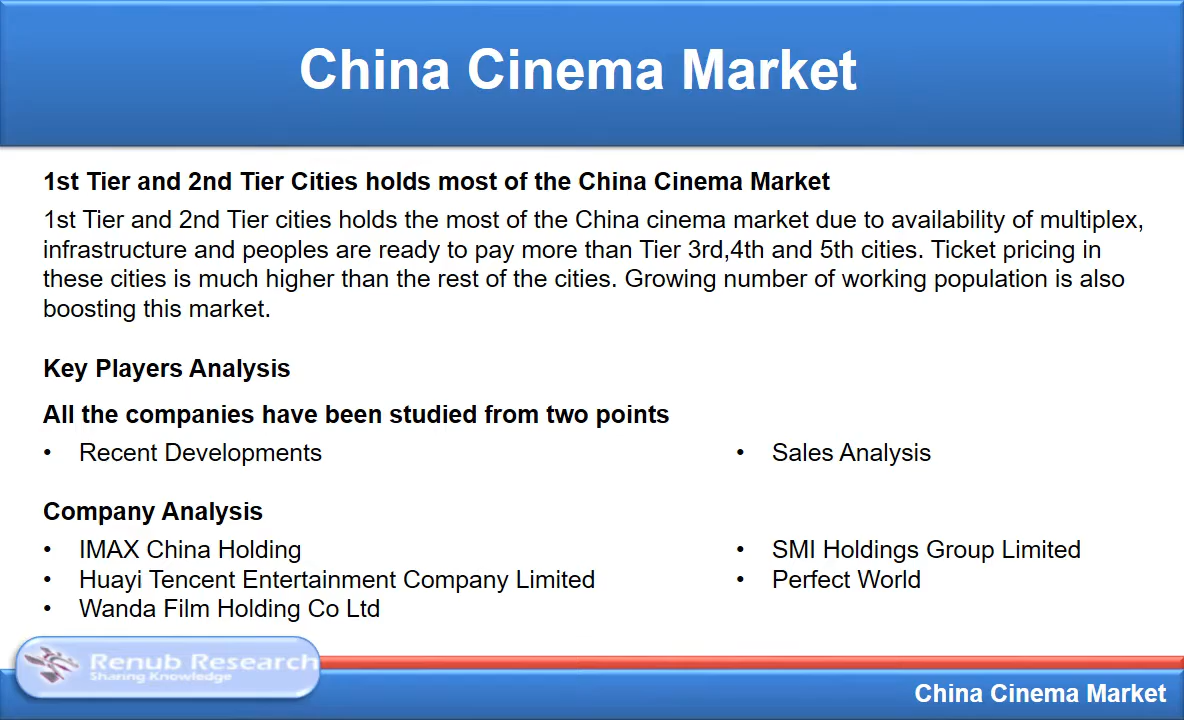 China Cinema Market
1st Tier and 2nd Tier Cities holds most of the China Cinema Market
1st Tier and 2nd Tier cities holds the most of the China cinema market due to availability of multiplex,
infrastructure and peoples are ready to pay more than Tier 3rd,4th and 5th cities. Ticket pricing in
these cities is much higher than the rest of the cities. Growing number of working population is also
boosting this market.
Key Players Analysis
All the companies have been studied from two points
• Recent Developments
• Sales Analysis
Company Analysis
• IMAX China Holding
• Huayi Tencent Entertainment Company Limited
• Wanda Film Holding Co Ltd
• SMI Holdings Group Limited
• Perfect World
Renub Research
Sharing Knowledge
China Cinema Market